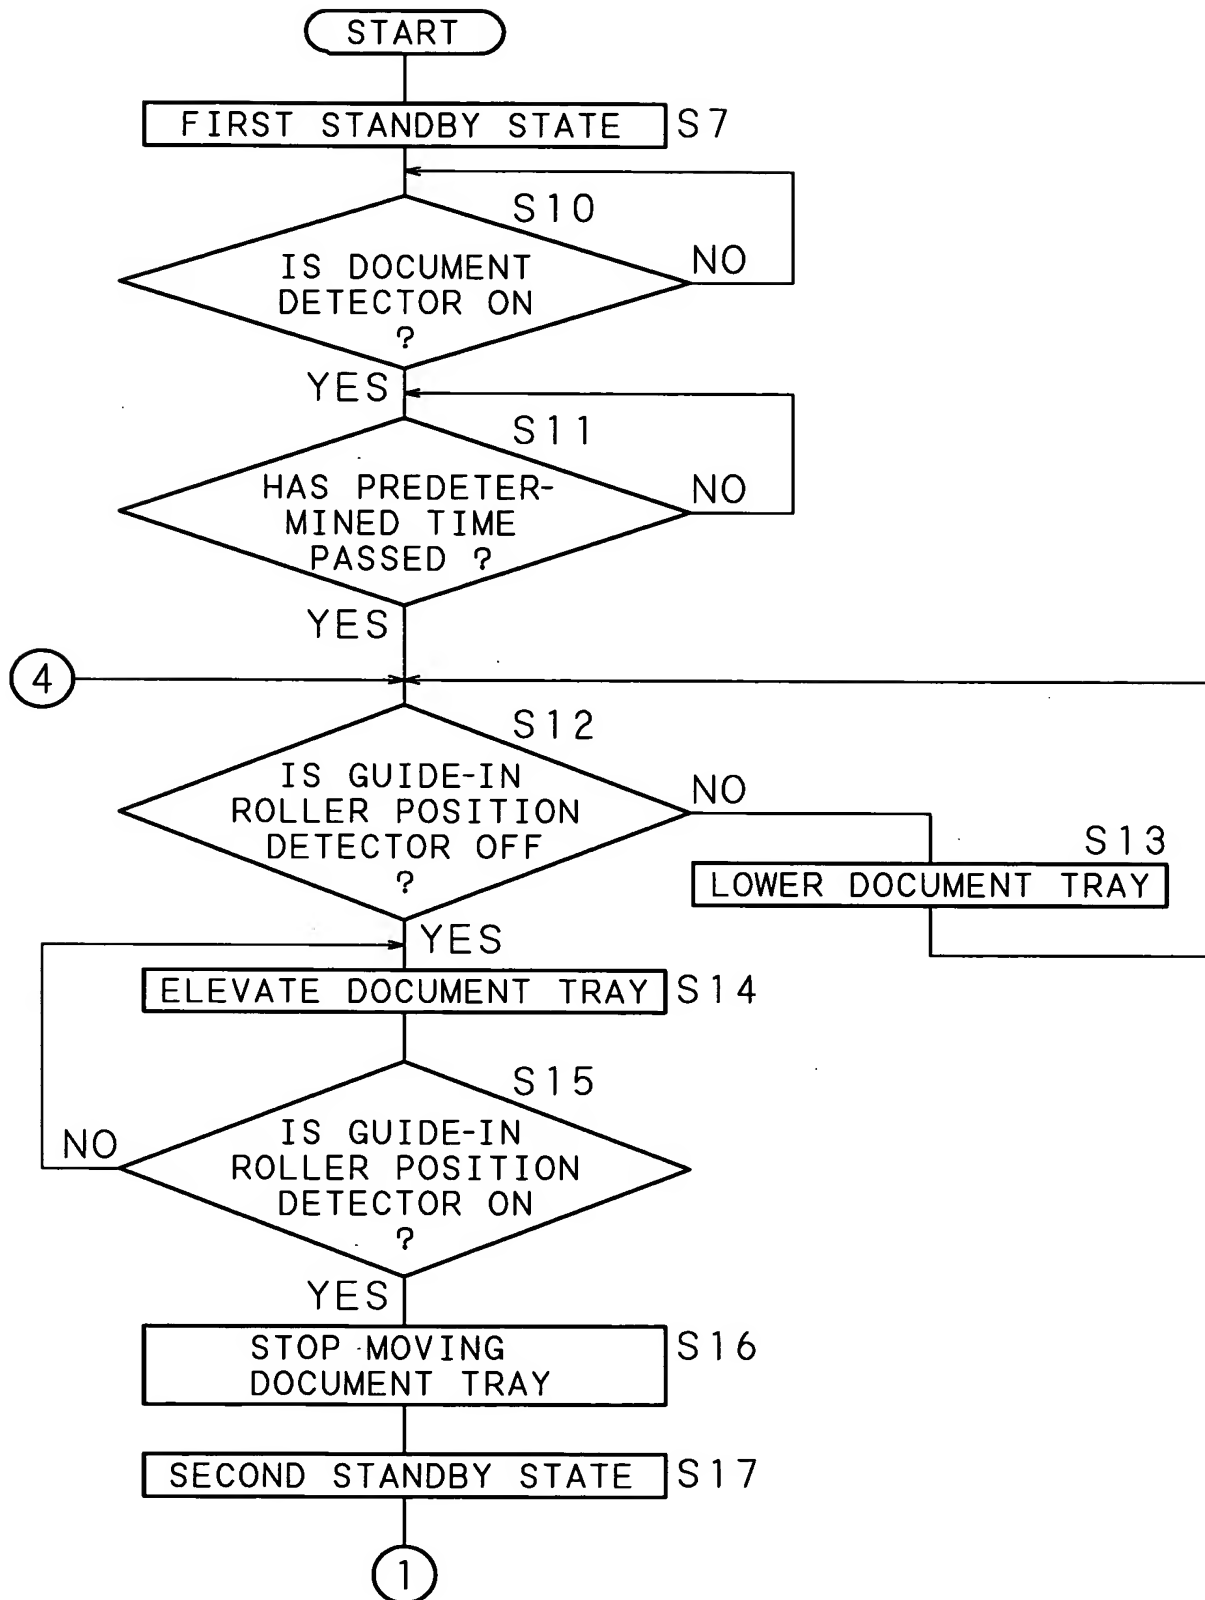 START
FIRST STANDBY STATE
S7
S10
IS DOCUMENT
DETECTOR ON
?
NO
YES
S11
HAS PREDETER-
MINED TIME
PASSED ?
NO
YES
4
S12
IS GUIDE-IN
ROLLER POSITION
DETECTOR OFF
?
NO
S13
LOWER DOCUMENT TRAY
YES
ELEVATE DOCUMENT TRAY
S14
S15
IS GUIDE-IN
ROLLER POSITION
DETECTOR ON
?
NO
YES
STOP MOVING
DOCUMENT TRAY
S16
SECOND STANDBY STATE
S17
1